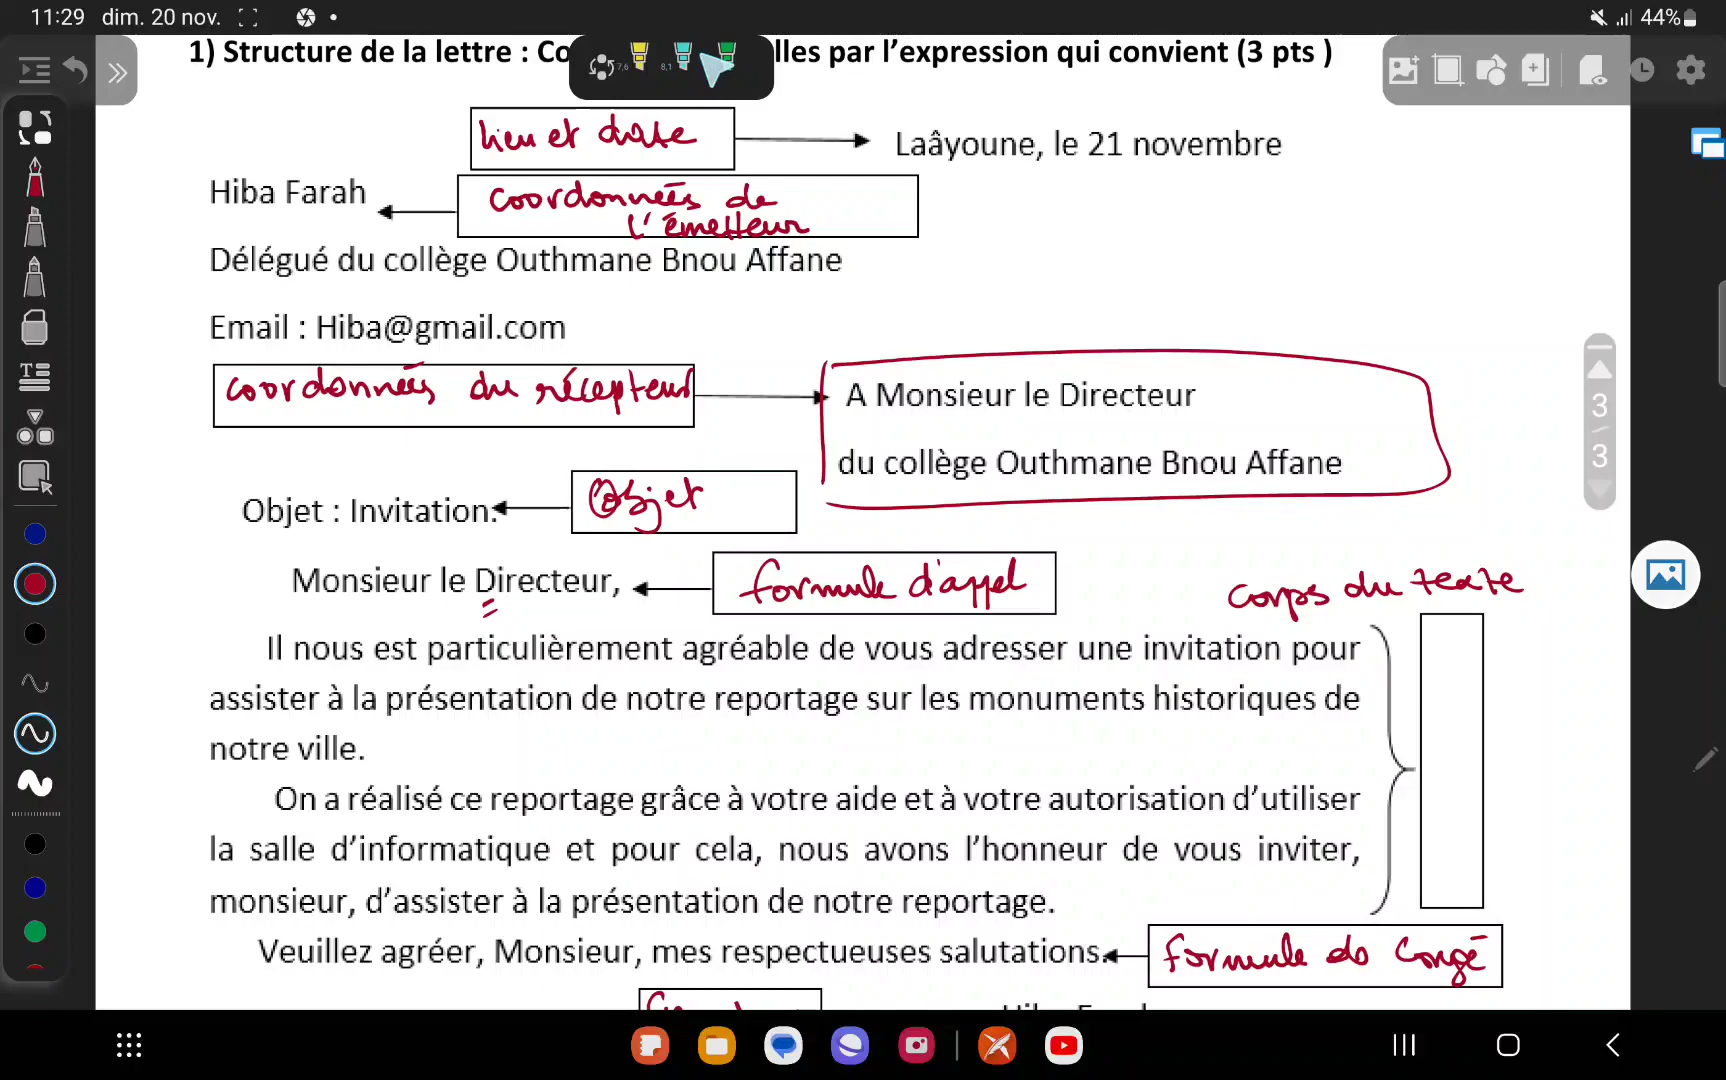 11:29 dim. 20 nov. 44%
1) Structure de la lettre : Co lles par l’expression qui convient (3 pts )
7,6 8,1
lieu et date
Laâyoune, le 21 novembre
Hiba Farah
coordonnées de
l'émetteur
Délégué du collège Outhmane Bnou Affane
Email : Hiba@gmail.com
coordonnées du récepteur
A Monsieur le Directeur
du collège Outhmane Bnou Affane
3
3
Objet : Invitation.
Objet
Monsieur le Directeur,
formule d'appel
corps du texte
Il nous est particulièrement agréable de vous adresser une invitation pour
assister à la présentation de notre reportage sur les monuments historiques de
notre ville.
On a réalisé ce reportage grâce à votre aide et à votre autorisation d’utiliser
la salle d’informatique et pour cela, nous avons l’honneur de vous inviter,
monsieur, d’assister à la présentation de notre reportage.
Veuillez agréer, Monsieur, mes respectueuses salutations.
formule de congé